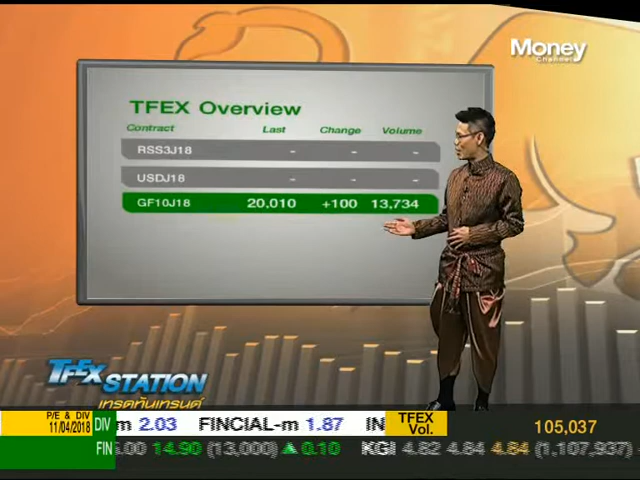 Money
Channel
TFEX Overview
Contract Last Change Volume
RSS3J18 - - -
USDJ18 - - -
GF10J18 20,010 +100 13,734
TFEX STATION
เทรดทันเทรนด์
P/E & DIV
11/04/2018
DIV
m 2.03 FINCIAL-m 1.87 IN
TFEX
Vol.
105,037
FIN
5.00 14.90 (13,000) ▲ 0.10 KGI 4.82 4.84 4.84 (1,107,937)